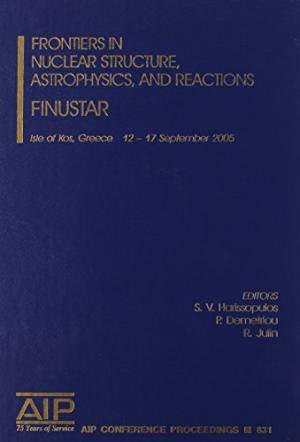 FRONTIERS IN
NUCLEAR STRUCTURE,
ASTROPHYSICS, AND REACTIONS
FINUSTAR
Isle of Kos, Greece 12 – 17 September 2005
EDITORS
S. V. Harissopulos
P. Demetriou
R. Julin
AIP
75 Years of Service
AIP CONFERENCE PROCEEDINGS 831